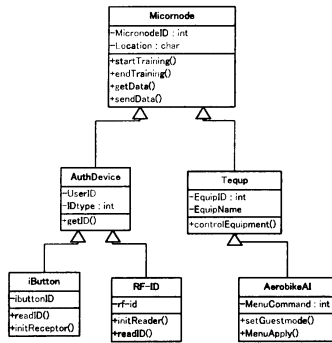 Micornode
-MicronodeID : int
-Location : char
+startTraining()
+endTraining()
+getData()
+sendData()
AuthDevice
-UserID
-IDtype : int
+getID()
Tequp
-EquipID : int
-EquipName
+controlEquipment()
iButton
-ibuttonID
+readID()
+initReceptor()
RF-ID
-rf-id
+initReader()
+readID()
AerobikeAI
-MenuCommand : int
+setGuestmode()
+MenuApply()